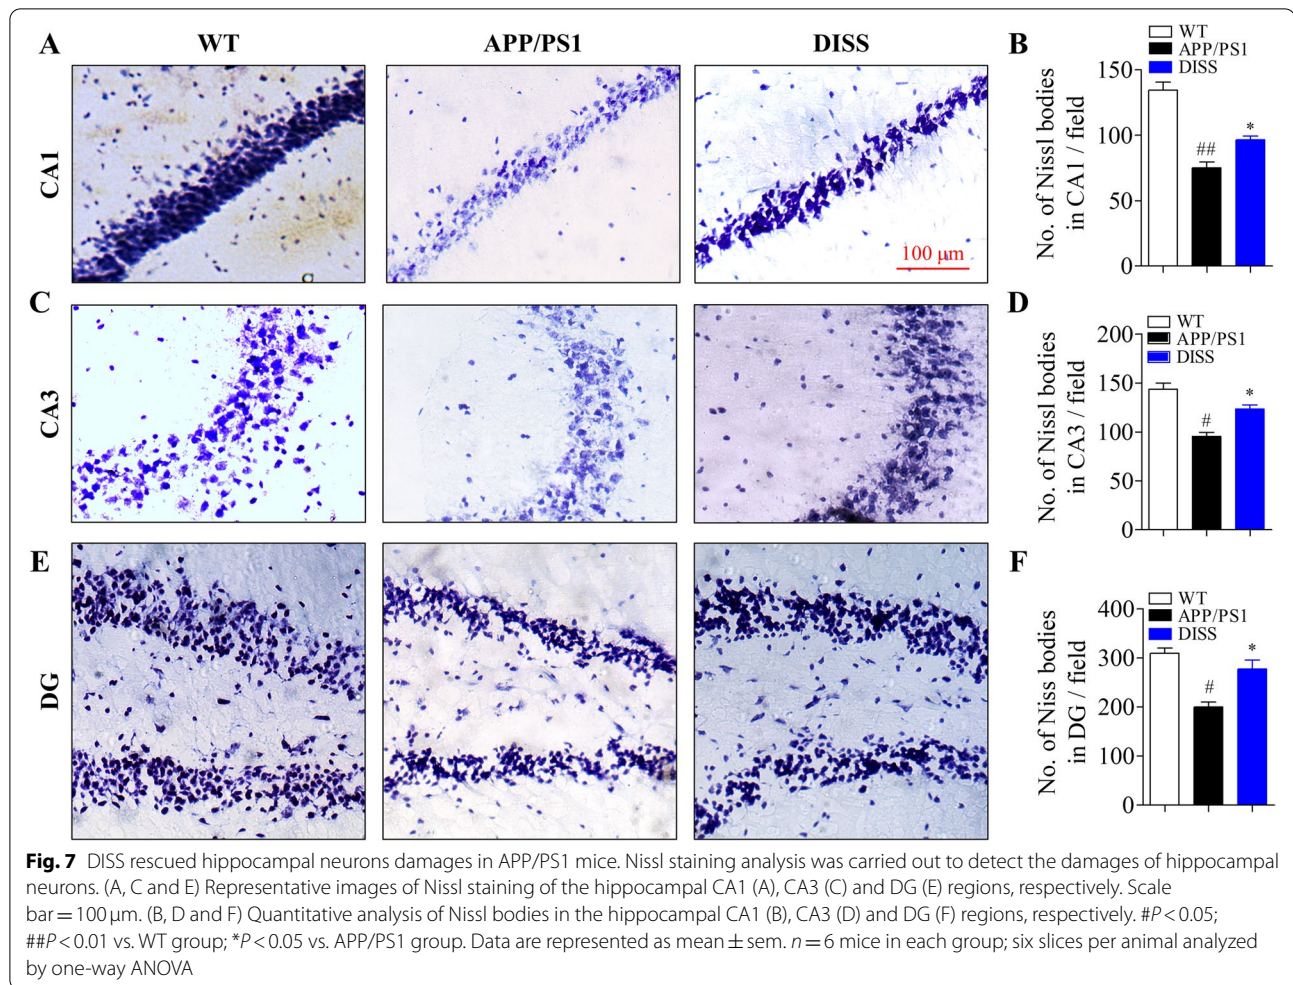 A
WT
APP/PS1
DISS
CA1
100 μm
B
WT
APP/PS1
DISS
No. of Nissl bodies
in CA1 / field
150
100
50
0
##
*
C
CA3
D
WT
APP/PS1
DISS
No. of Nissl bodies
in CA3 / field
200
150
100
50
0
#
*
E
DG
F
WT
APP/PS1
DISS
No. of Niss bodies
in DG / field
400
300
200
100
0
#
*
Fig. 7 DISS rescued hippocampal neurons damages in APP/PS1 mice. Nissl staining analysis was carried out to detect the damages of hippocampal
neurons. (A, C and E) Representative images of Nissl staining of the hippocampal CA1 (A), CA3 (C) and DG (E) regions, respectively. Scale
bar = 100 μm. (B, D and F) Quantitative analysis of Nissl bodies in the hippocampal CA1 (B), CA3 (D) and DG (F) regions, respectively. #P < 0.05;
##P < 0.01 vs. WT group; *P < 0.05 vs. APP/PS1 group. Data are represented as mean ± sem. n = 6 mice in each group; six slices per animal analyzed
by one-way ANOVA